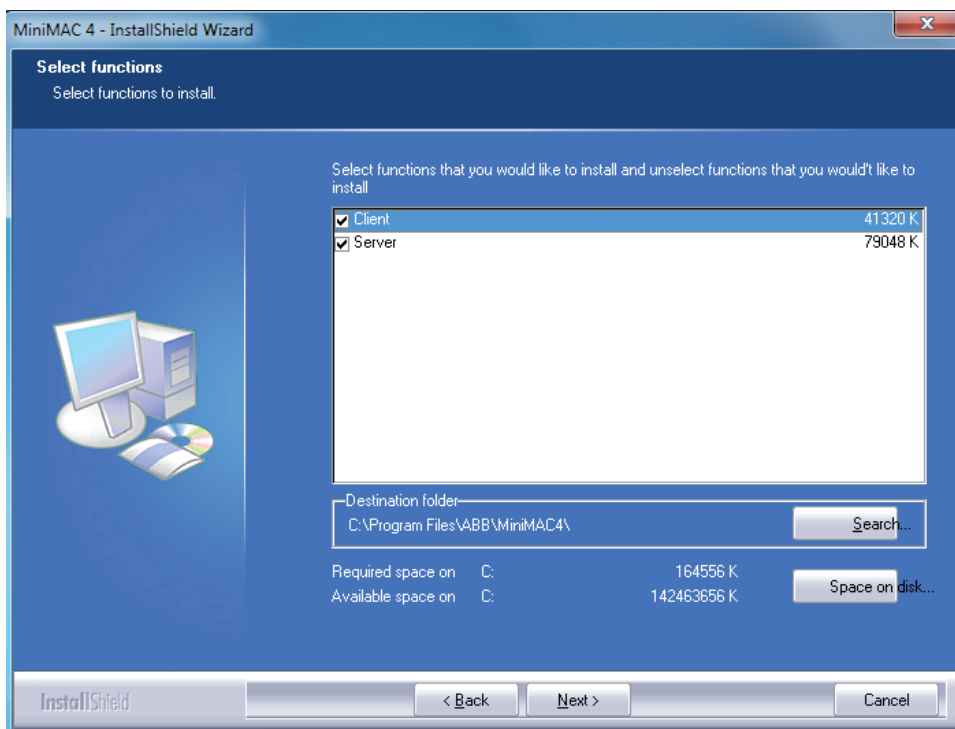 MiniMAC 4 - InstallShield Wizard
Select functions
Select functions to install.
Select functions that you would like to install and unselect functions that you would't like to
install
Client 41320 K
Server 79048 K
Destination folder
C:\Program Files\ABB\MiniMAC4\
Search...
Required space on C: 164556 K
Available space on C: 142463656 K
Space on disk...
InstallShield
< Back Next > Cancel